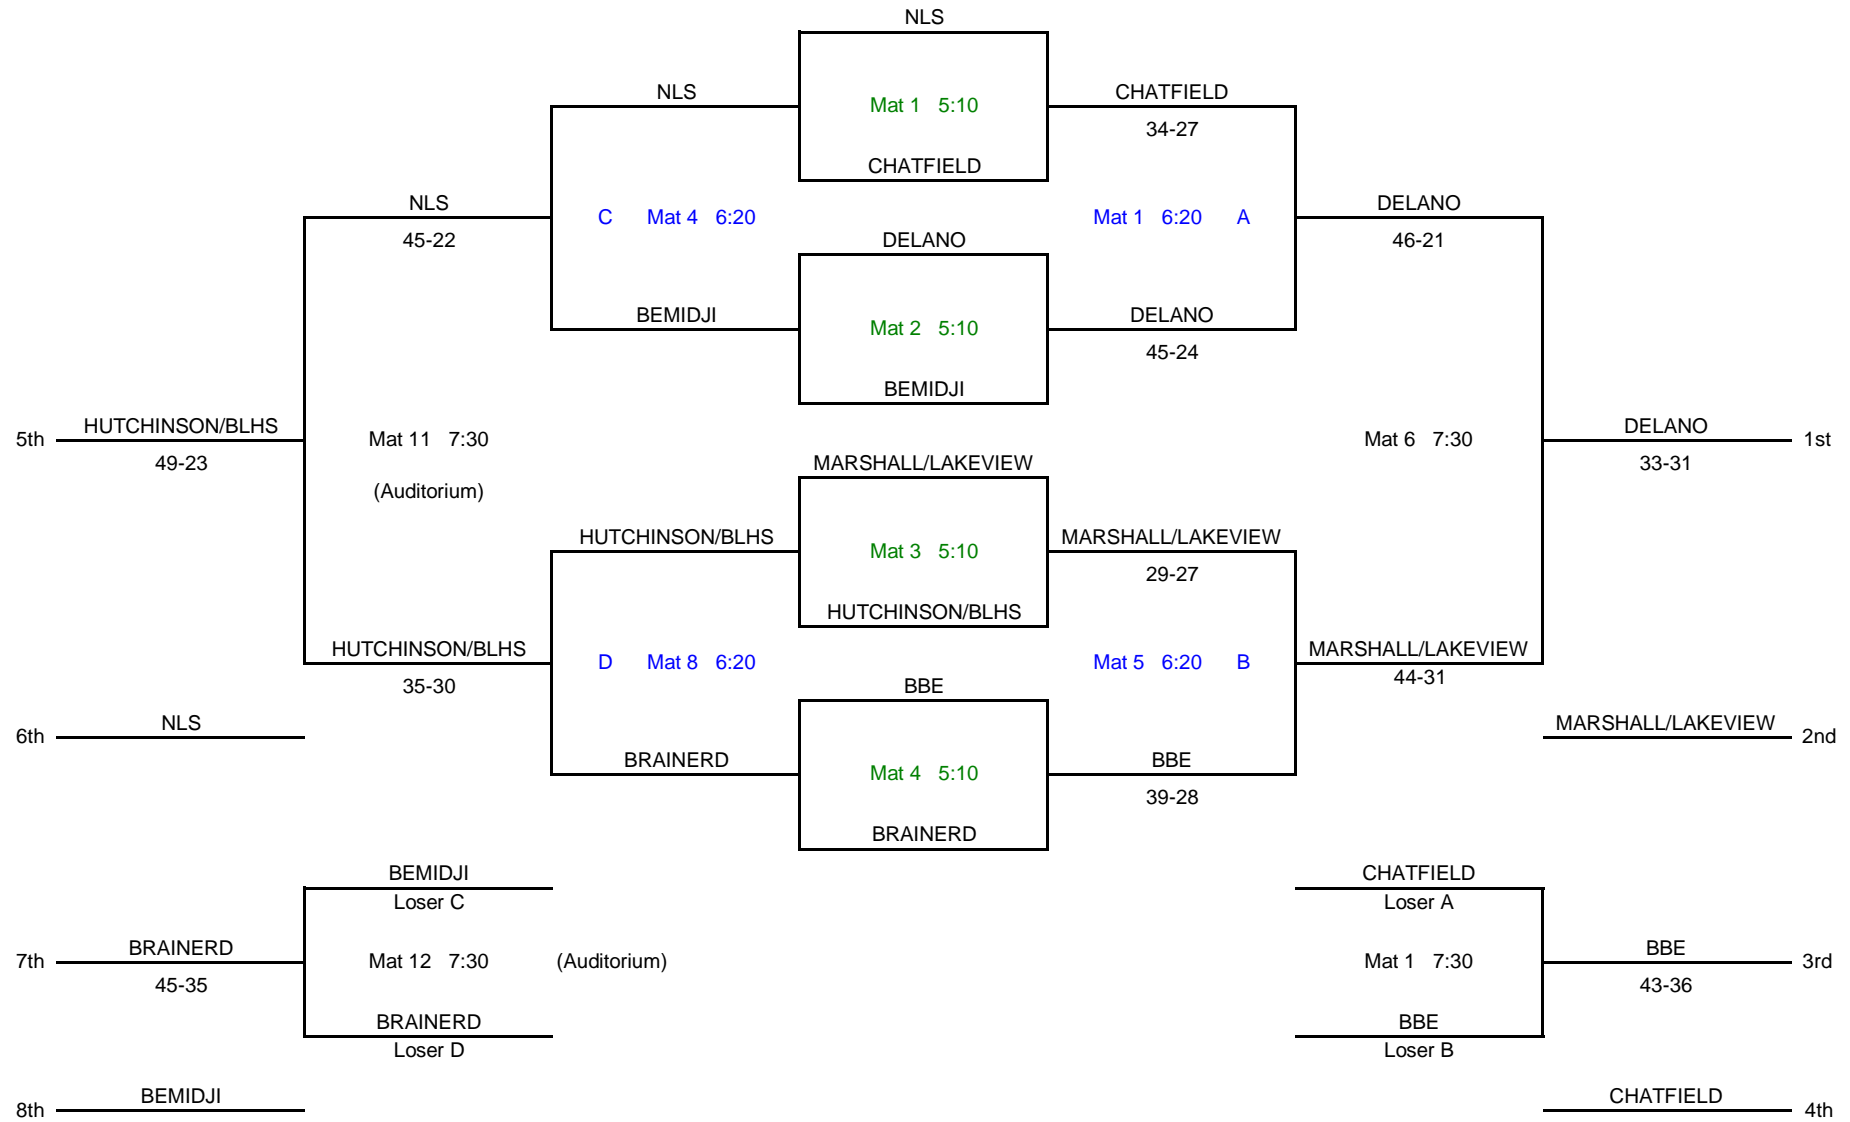 NLS
NLS
Mat 1 5:10
CHATFIELD
34-27
CHATFIELD
NLS
45-22
C Mat 4 6:20
Mat 1 6:20 A
DELANO
46-21
DELANO
BEMIDJI
Mat 2 5:10
DELANO
45-24
BEMIDJI
5th HUTCHINSON/BLHS
49-23
Mat 11 7:30
(Auditorium)
Mat 6 7:30
DELANO 1st
33-31
MARSHALL/LAKEVIEW
HUTCHINSON/BLHS
Mat 3 5:10
MARSHALL/LAKEVIEW
29-27
HUTCHINSON/BLHS
HUTCHINSON/BLHS
35-30
D Mat 8 6:20
Mat 5 6:20 B
MARSHALL/LAKEVIEW
44-31
BBE
6th NLS
MARSHALL/LAKEVIEW 2nd
BRAINERD
Mat 4 5:10
BBE
39-28
BRAINERD
BEMIDJI
Loser C
CHATFIELD
Loser A
7th BRAINERD
45-35
Mat 12 7:30 (Auditorium)
Mat 1 7:30
BBE 3rd
43-36
BRAINERD
Loser D
BBE
Loser B
8th BEMIDJI
CHATFIELD 4th